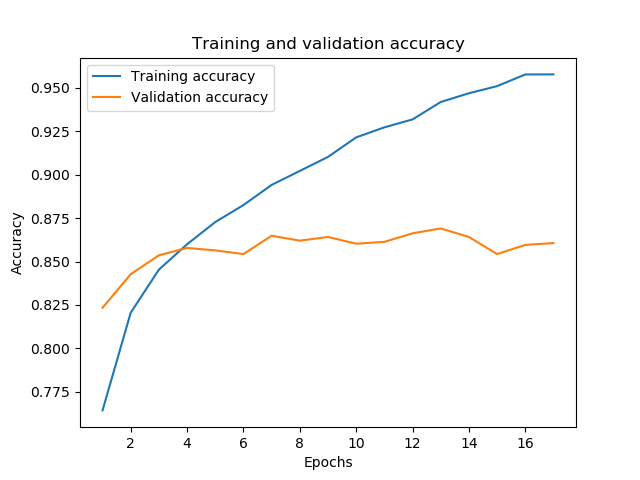 Training and validation accuracy
Training accuracy
Validation accuracy
0.950
0.925
0.900
0.875
0.850
0.825
0.800
0.775
Accuracy
2 4 6 8 10 12 14 16
Epochs